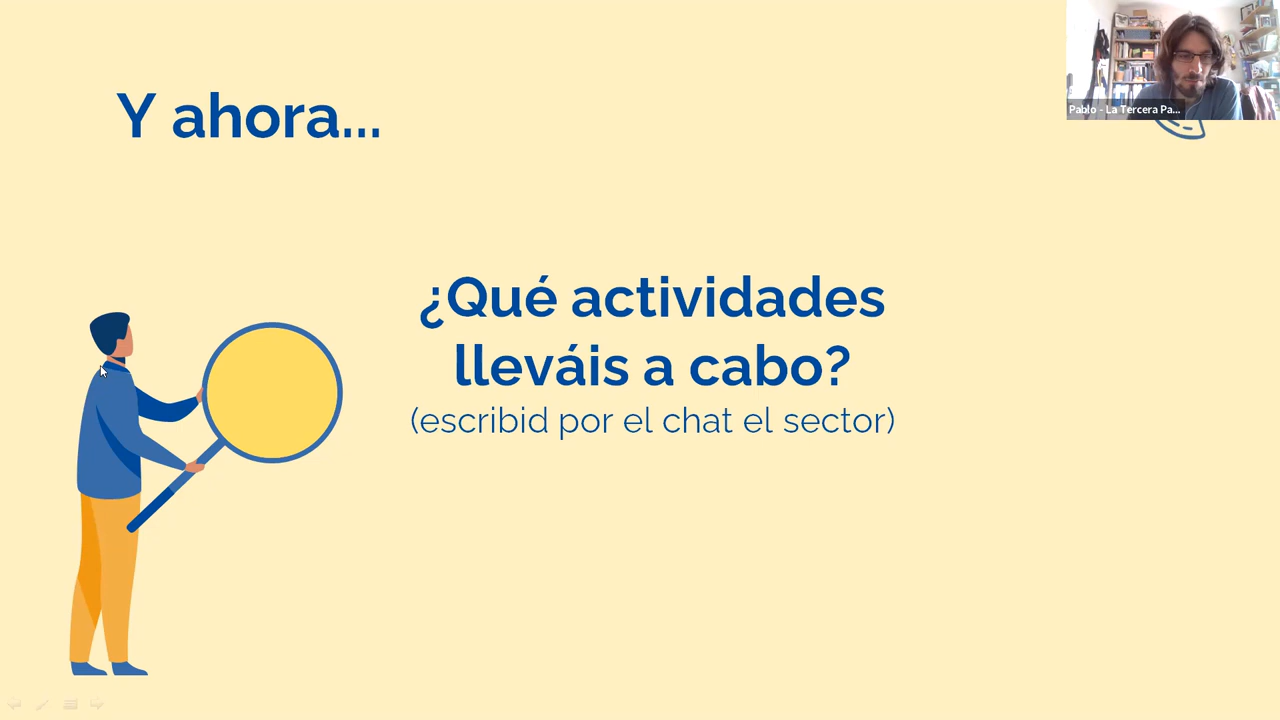 Y ahora...
Pablo - La Tercera Pa...
¿Qué actividades
lleváis a cabo?
(escribid por el chat el sector)